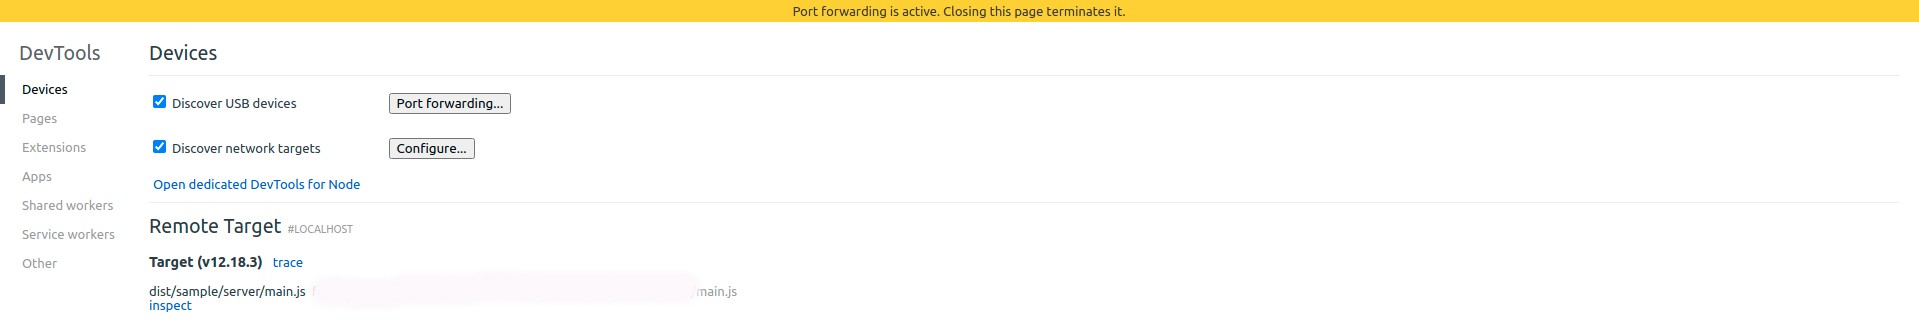 Port forwarding is active. Closing this page terminates it.
DevTools
Devices
Pages
Extensions
Apps
Shared workers
Service workers
Other
Devices
Discover USB devices Port forwarding...
Discover network targets Configure...
Open dedicated DevTools for Node
Remote Target #LOCALHOST
Target (v12.18.3) trace
dist/sample/server/main.js /main.js
inspect